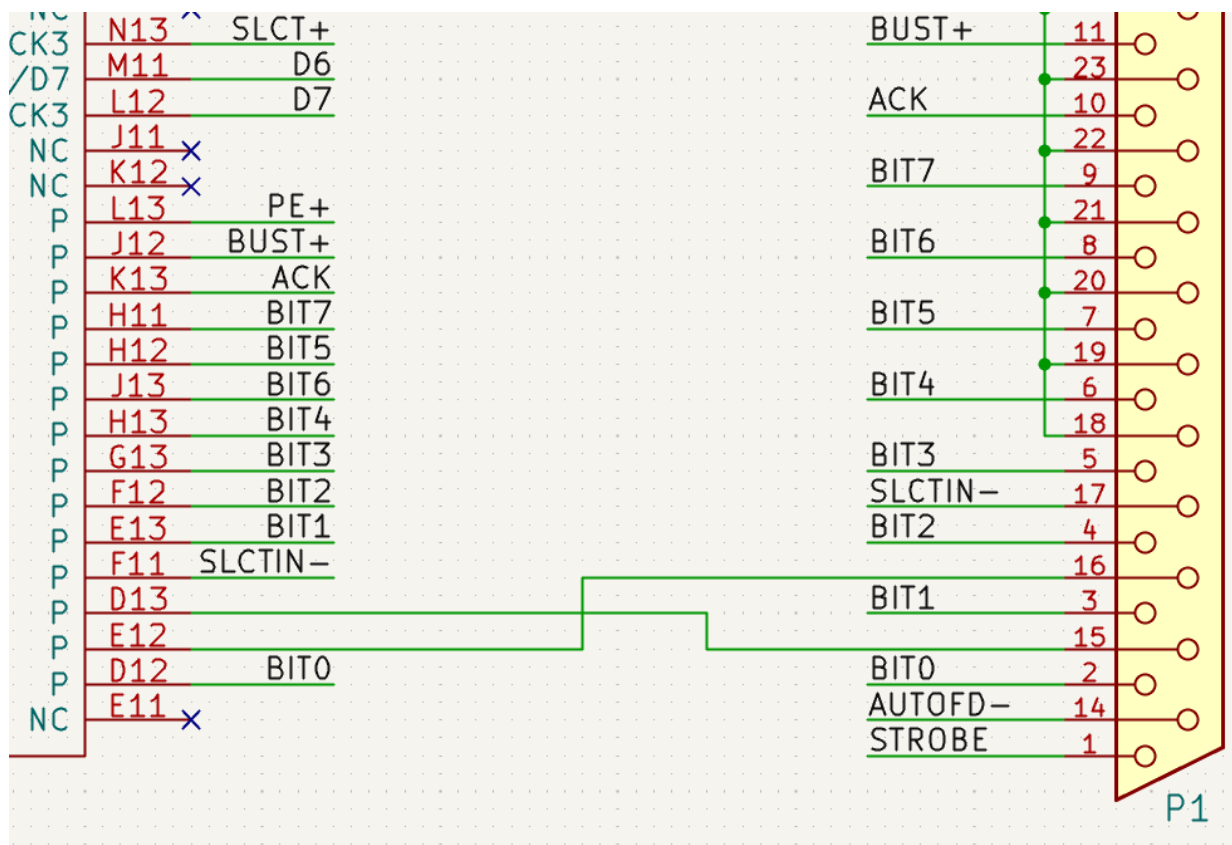 NC
CK3 N13 SLCT+ BUST+ 11
/D7 M11 D6 23
CK3 L12 D7 ACK 10
NC J11 22
NC K12 BIT7 9
P L13 PE+ 21
P J12 BUST+ BIT6 8
P K13 ACK 20
P H11 BIT7 BIT5 7
P H12 BIT5 19
P J13 BIT6 BIT4 6
P H13 BIT4 18
P G13 BIT3 BIT3 5
P F12 BIT2 SLCTIN- 17
P E13 BIT1 BIT2 4
P F11 SLCTIN- 16
P D13 BIT1 3
P E12 15
P D12 BIT0 BIT0 2
NC E11 AUTOFD- 14
STROBE 1
P1